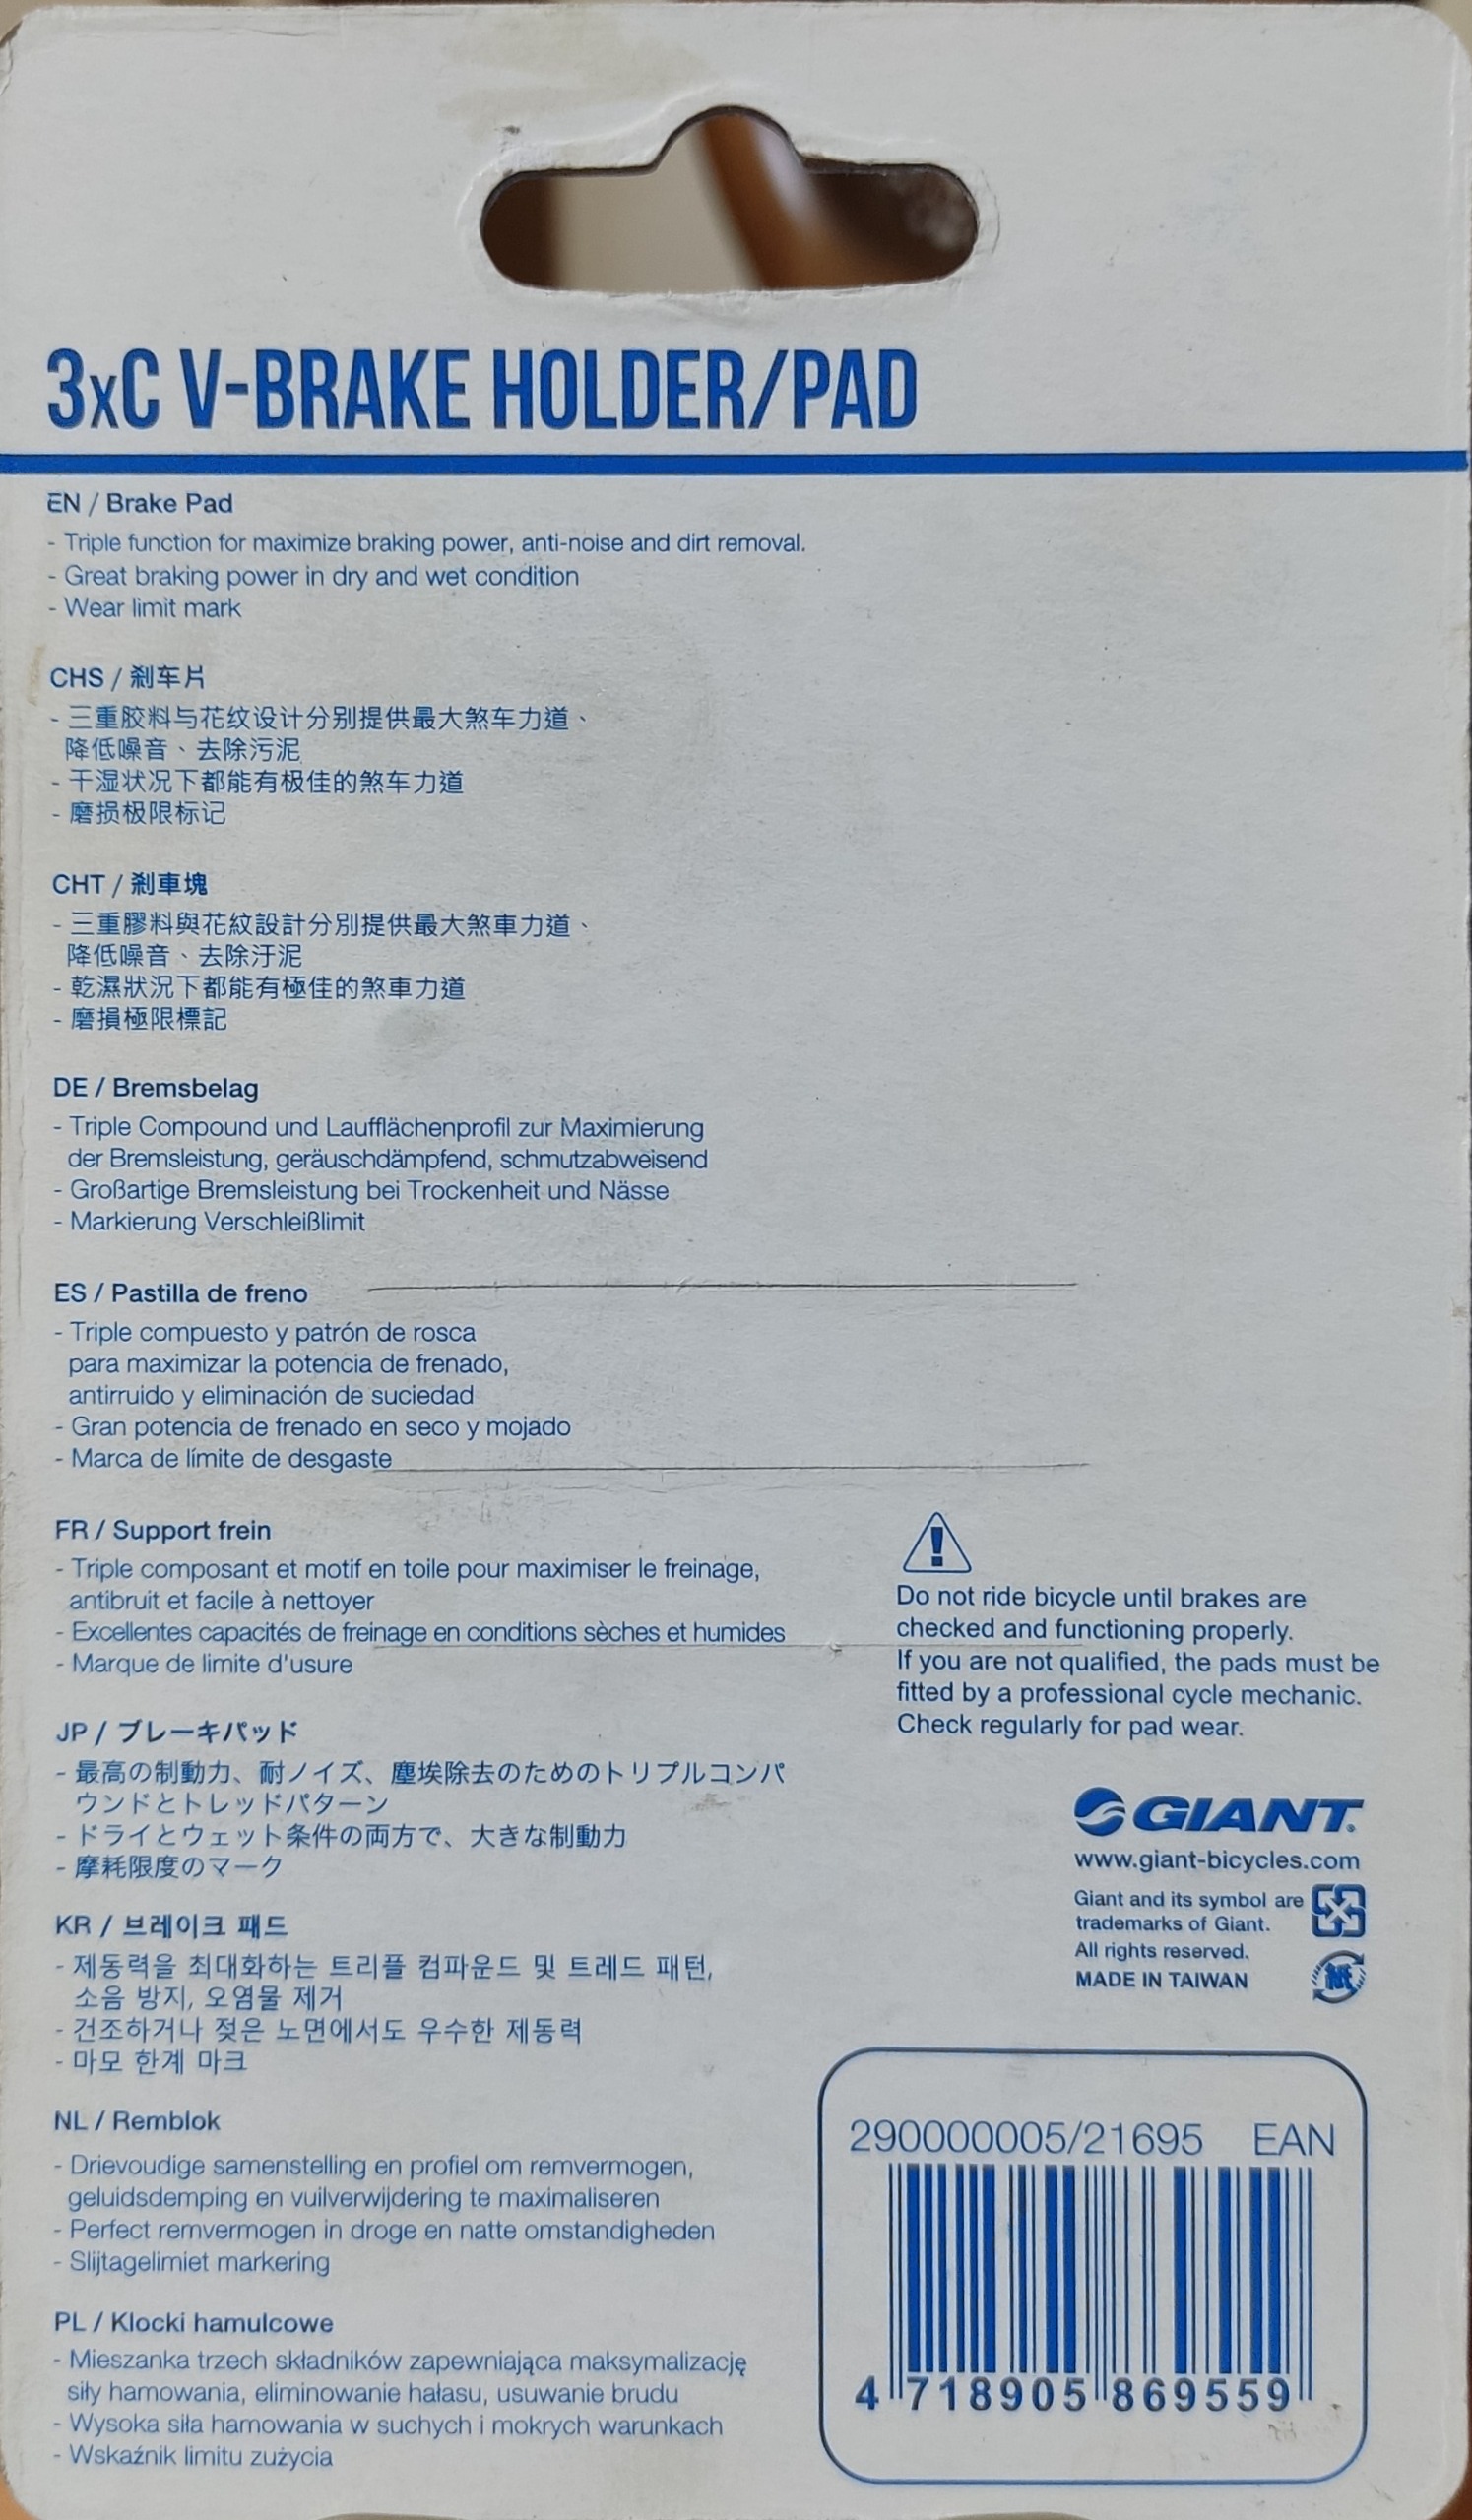 3xC V-BRAKE HOLDER/PAD
EN / Brake Pad
- Triple function for maximize braking power, anti-noise and dirt removal.
- Great braking power in dry and wet condition
- Wear limit mark
CHS / 刹车片
- 三重胶料与花纹设计分别提供最大煞车力道、
降低噪音、去除污泥
- 干湿状况下都能有极佳的煞车力道
- 磨损极限标记
CHT / 剎車塊
- 三重膠料與花紋設計分別提供最大煞車力道、
降低噪音、去除汙泥
- 乾濕狀況下都能有極佳的煞車力道
- 磨損極限標記
DE / Bremsbelag
- Triple Compound und Laufflächenprofil zur Maximierung
der Bremsleistung, geräuschdämpfend, schmutzabweisend
- Großartige Bremsleistung bei Trockenheit und Nässe
- Markierung Verschleißlimit
ES / Pastilla de freno
- Triple compuesto y patrón de rosca
para maximizar la potencia de frenado,
antirruido y eliminación de suciedad
- Gran potencia de frenado en seco y mojado
- Marca de límite de desgaste
FR / Support frein
- Triple composant et motif en toile pour maximiser le freinage,
antibruit et facile à nettoyer
- Excellentes capacités de freinage en conditions sèches et humides
- Marque de limite d'usure
JP / ブレーキパッド
- 最高の制動力、耐ノイズ、塵埃除去のためのトリプルコンパ
ウンドとトレッドパターン
- ドライとウェット条件の両方で、大きな制動力
- 摩耗限度のマーク
KR / 브레이크 패드
- 제동력을 최대화하는 트리플 컴파운드 및 트레드 패턴,
소음 방지, 오염물 제거
- 건조하거나 젖은 노면에서도 우수한 제동력
- 마모 한계 마크
NL / Remblok
- Drievoudige samenstelling en profiel om remvermogen,
geluidsdemping en vuilverwijdering te maximaliseren
- Perfect remvermogen in droge en natte omstandigheden
- Slijtagelimiet markering
PL / Klocki hamulcowe
- Mieszanka trzech składników zapewniająca maksymalizację
siły hamowania, eliminowanie hałasu, usuwanie brudu
- Wysoka siła hamowania w suchych i mokrych warunkach
- Wskaźnik limitu zużycia
Do not ride bicycle until brakes are
checked and functioning properly.
If you are not qualified, the pads must be
fitted by a professional cycle mechanic.
Check regularly for pad wear.
GIANT.
www.giant-bicycles.com
Giant and its symbol are
trademarks of Giant.
All rights reserved.
MADE IN TAIWAN
紙
290000005/21695 EAN
4 718905 869559